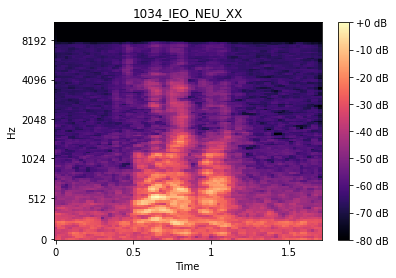 1034_IEO_NEU_XX
+0 dB
8192
-10 dB
4096
-20 dB
-30 dB
2048
-40 dB
Hz
1024
-50 dB
512
-60 dB
-70 dB
0
-80 dB
0
0.5
1
1.5
Time